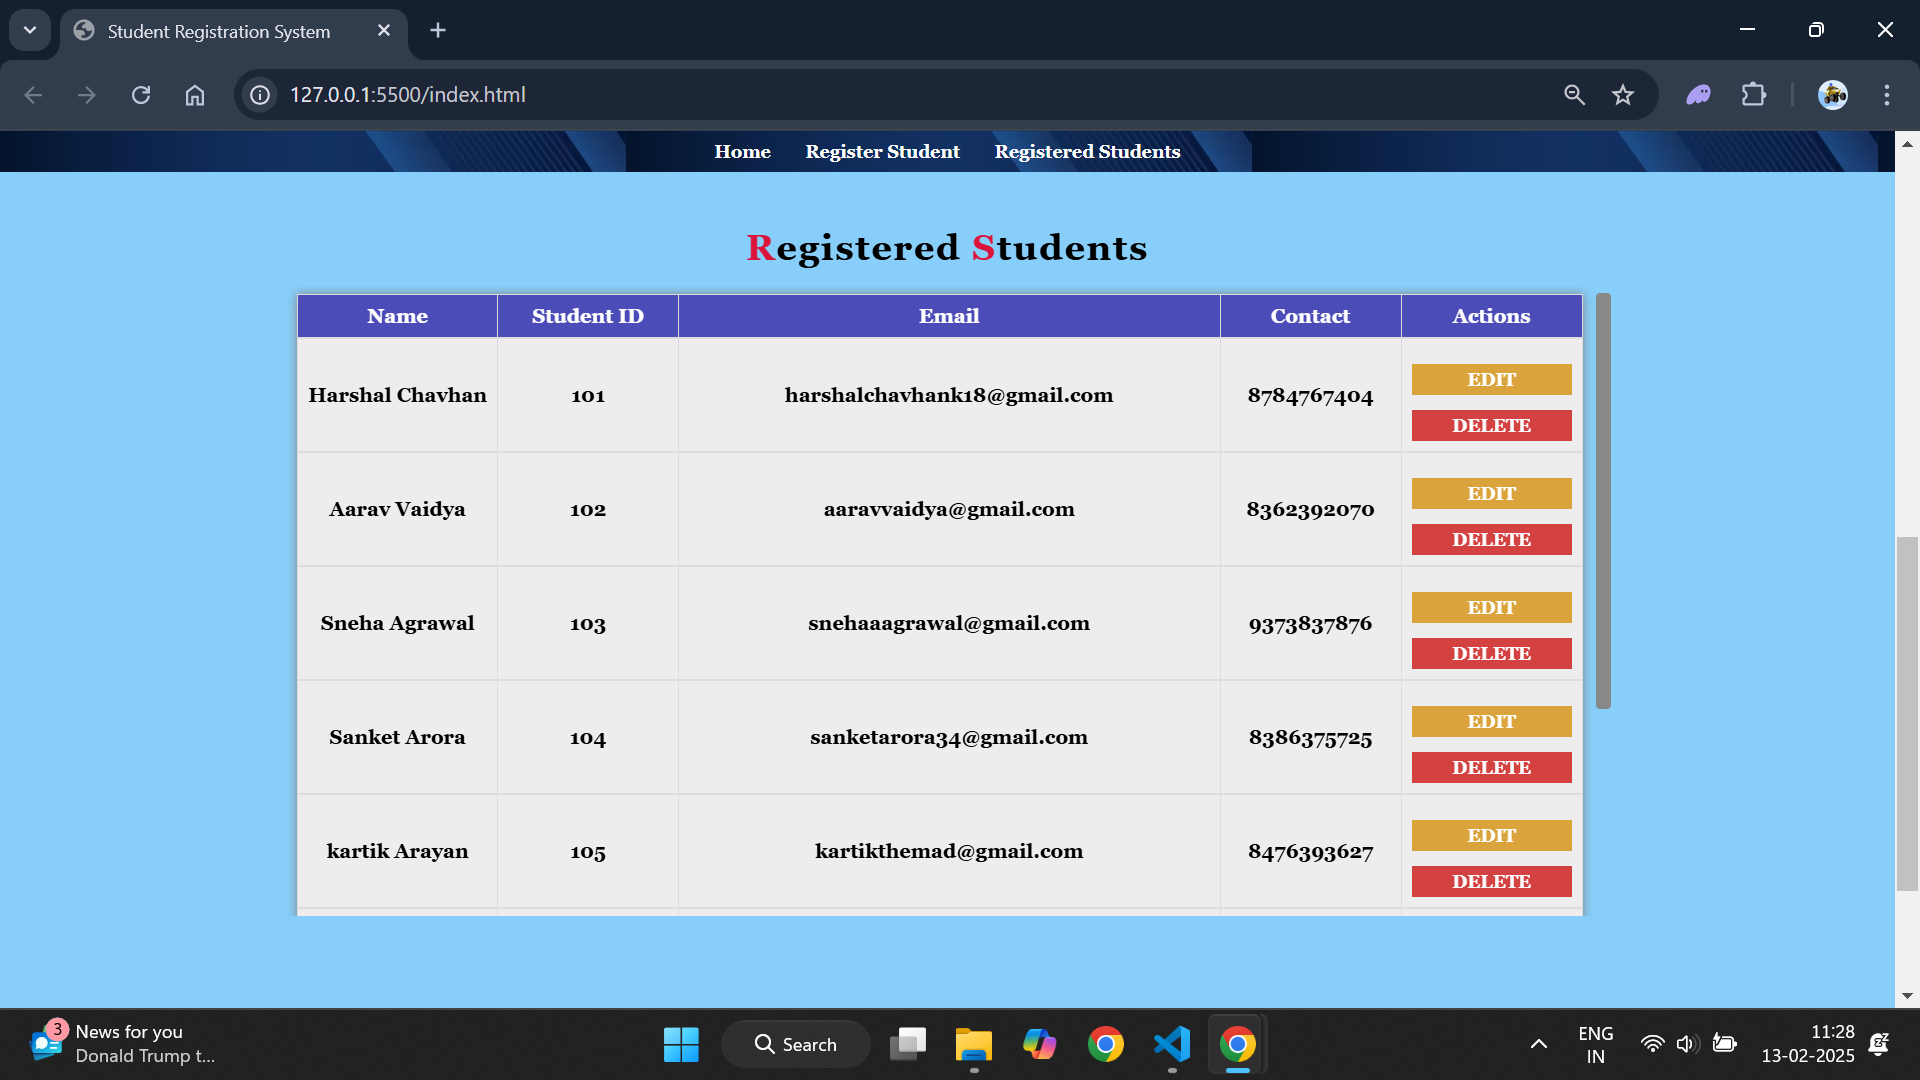 Student Registration System
127.0.0.1:5500/index.html
Home Register Student Registered Students
Registered Students
Name Student ID Email Contact Actions
Harshal Chavhan 101 harshalchavhank18@gmail.com 8784767404 EDIT
DELETE
Aarav Vaidya 102 aaravvaidya@gmail.com 8362392070 EDIT
DELETE
Sneha Agrawal 103 snehaaagrawal@gmail.com 9373837876 EDIT
DELETE
Sanket Arora 104 sanketarora34@gmail.com 8386375725 EDIT
DELETE
kartik Arayan 105 kartikthemad@gmail.com 8476393627 EDIT
DELETE
3 News for you
Donald Trump t...
Search
ENG
IN
11:28
13-02-2025